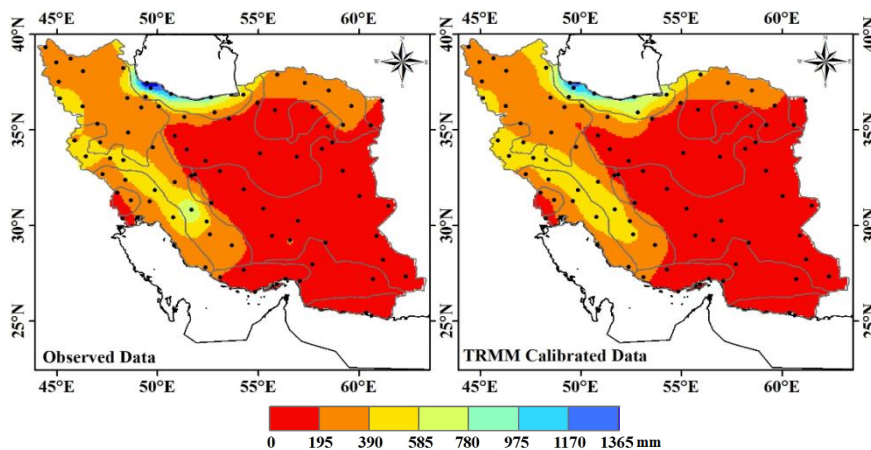 40°N
35°N
30°N
25°N
N
W E
S
Observed Data
45°E 50°E 55°E 60°E
40°N
35°N
30°N
25°N
N
W E
S
TRMM Calibrated Data
45°E 50°E 55°E 60°E
0 195 390 585 780 975 1170 1365 mm